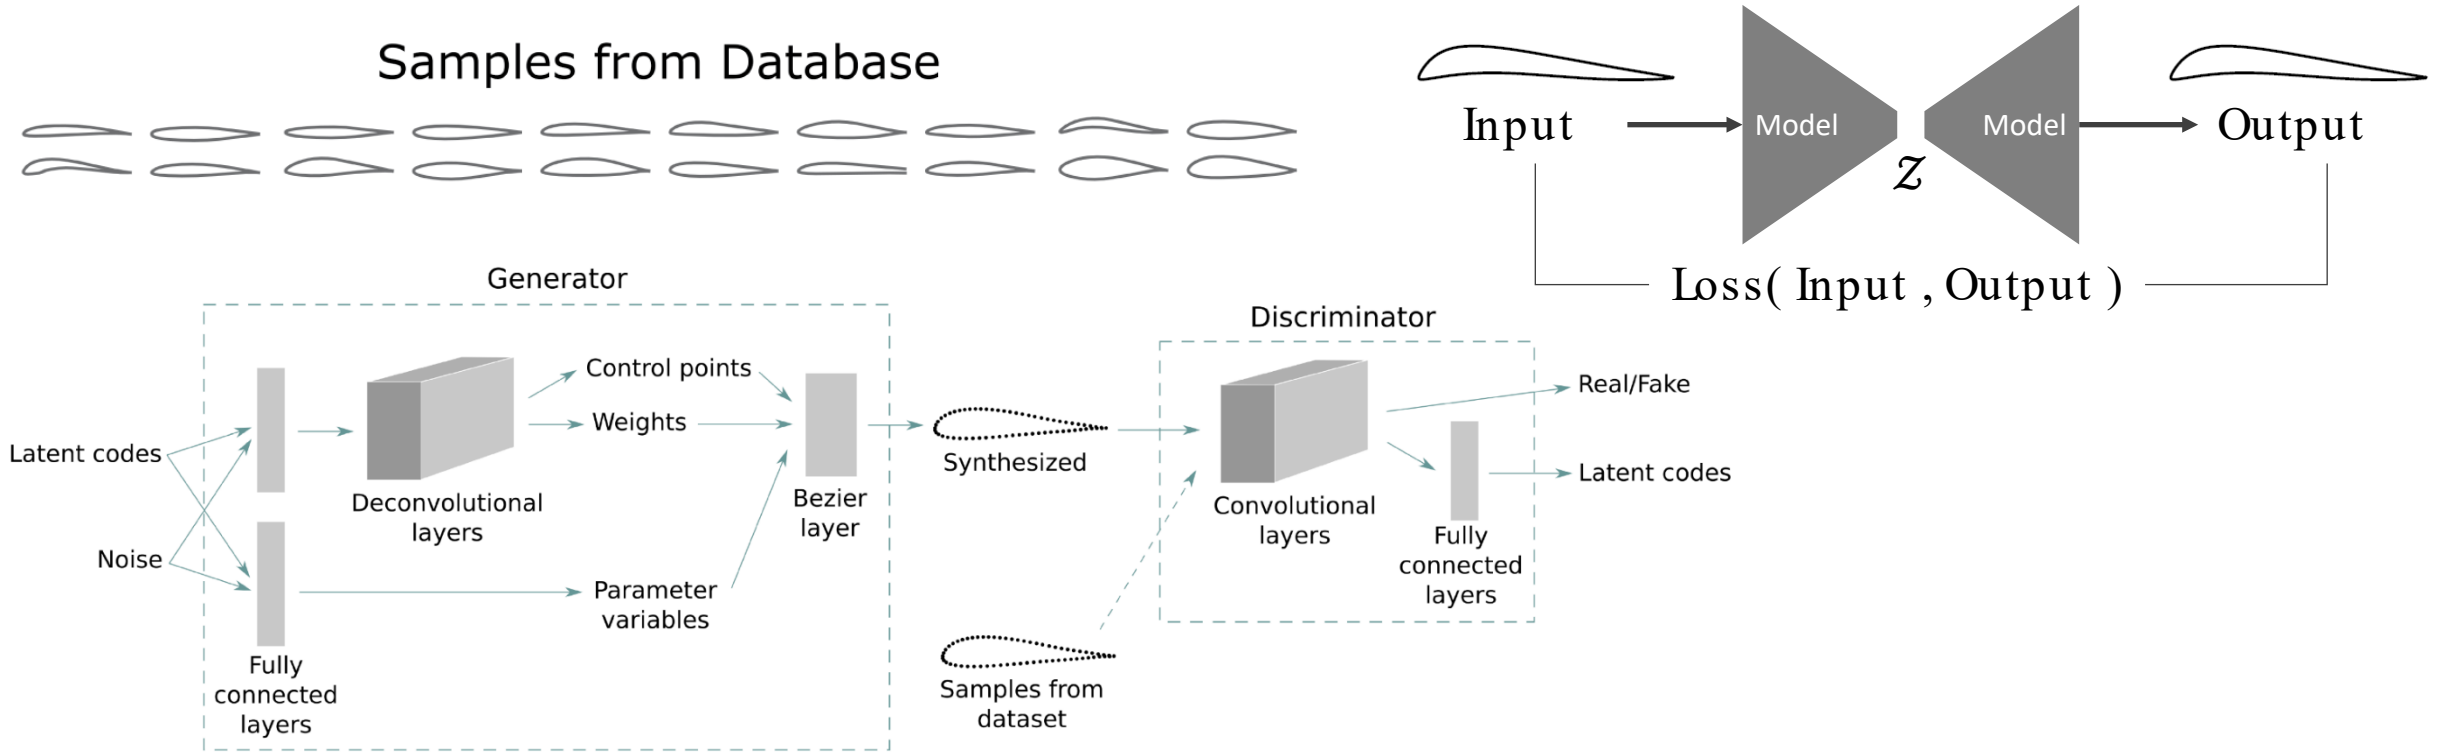 Samples from Database
Input
Model
z
Model
Output
Loss( Input , Output )
Generator
Latent codes
Noise
Deconvolutional
layers
Fully
connected
layers
Control points
Weights
Parameter
variables
Bezier
layer
Synthesized
Samples from
dataset
Discriminator
Convolutional
layers
Fully
connected
layers
Real/Fake
Latent codes